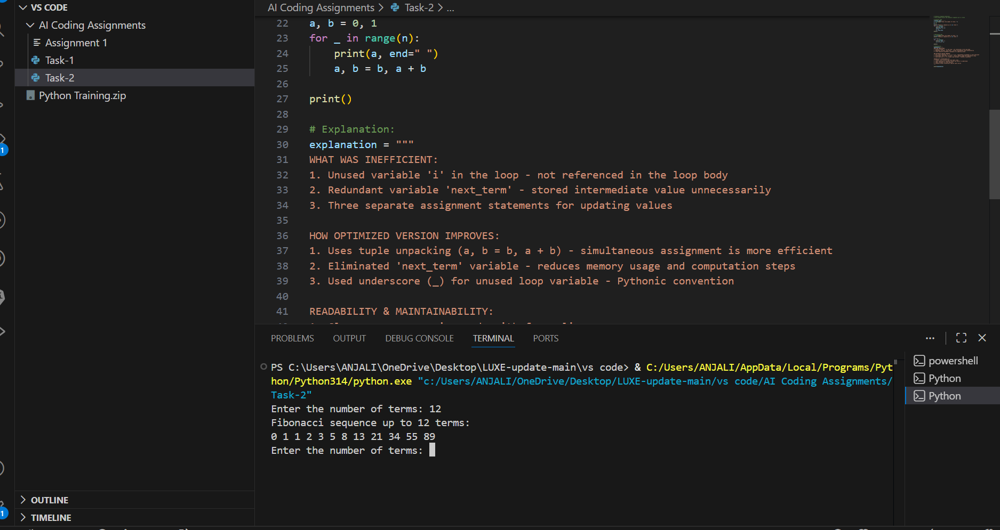 VS CODE
AI Coding Assignments
Assignment 1
Task-1
Task-2
Python Training.zip
OUTLINE
TIMELINE
1
1
AI Coding Assignments > Task-2 > ...
22 a, b = 0, 1
23 for _ in range(n):
24 print(a, end=" ")
25 a, b = b, a + b
26
27 print()
28
29 # Explanation:
30 explanation = """
31 WHAT WAS INEFFICIENT:
32 1. Unused variable 'i' in the loop - not referenced in the loop body
33 2. Redundant variable 'next_term' - stored intermediate value unnecessarily
34 3. Three separate assignment statements for updating values
35
36 HOW OPTIMIZED VERSION IMPROVES:
37 1. Uses tuple unpacking (a, b = b, a + b) - simultaneous assignment is more efficient
38 2. Eliminated 'next_term' variable - reduces memory usage and computation steps
39 3. Used underscore (_) for unused loop variable - Pythonic convention
40
41 READABILITY & MAINTAINABILITY:
PROBLEMS OUTPUT DEBUG CONSOLE TERMINAL PORTS
PS C:\Users\ANJALI\OneDrive\Desktop\LUXE-update-main\vs code> & C:/Users/ANJALI/AppData/Local/Programs/Pyt
hon/Python314/python.exe "c:/Users/ANJALI/OneDrive/Desktop/LUXE-update-main/vs code/AI Coding Assignments/
Task-2"
Enter the number of terms: 12
Fibonacci sequence up to 12 terms:
0 1 1 2 3 5 8 13 21 34 55 89
Enter the number of terms:
powershell
Python
Python